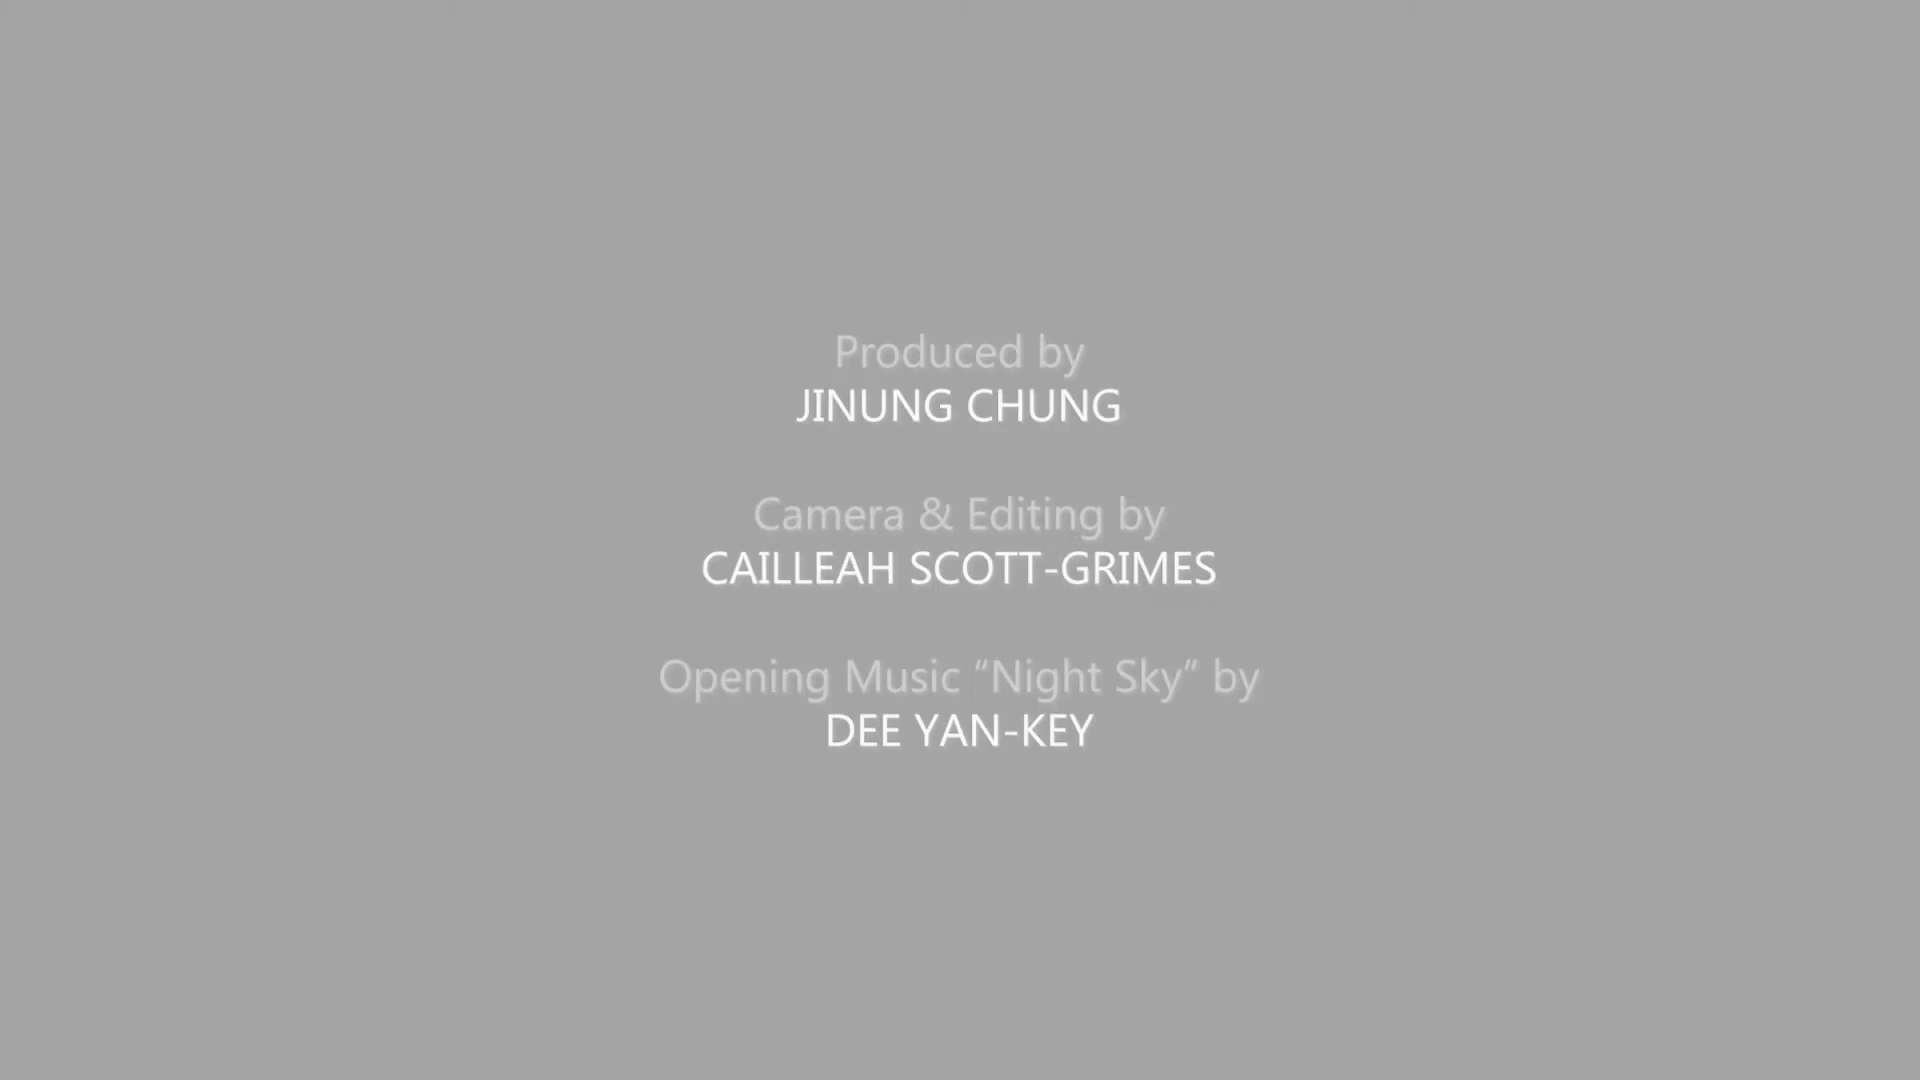 Produced by
JINUNG CHUNG
Camera & Editing by
CAILLEAH SCOTT-GRIMES
Opening Music “Night Sky” by
DEE YAN-KEY